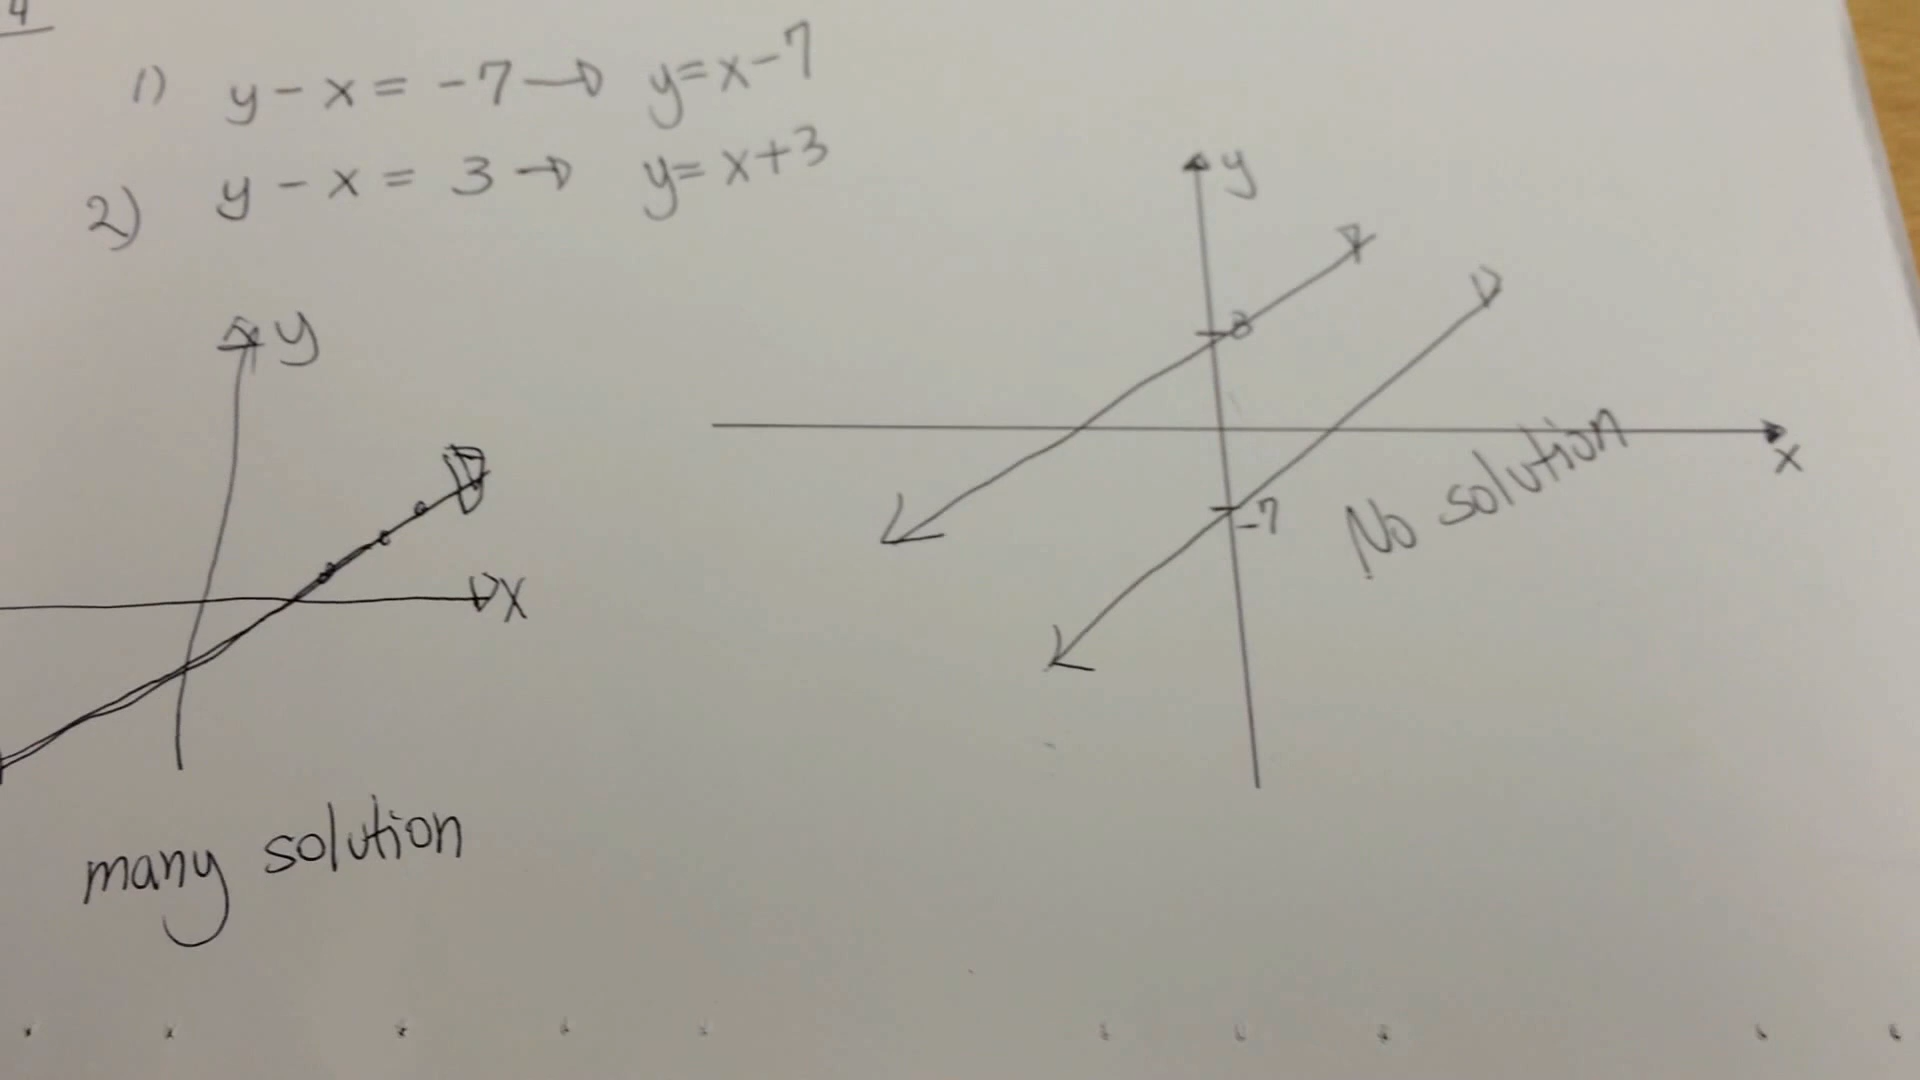 4
1) y - x = -7 → y = x - 7
2) y - x = 3 → y = x + 3
y
x
many solution
y
3
x
-7
No solution